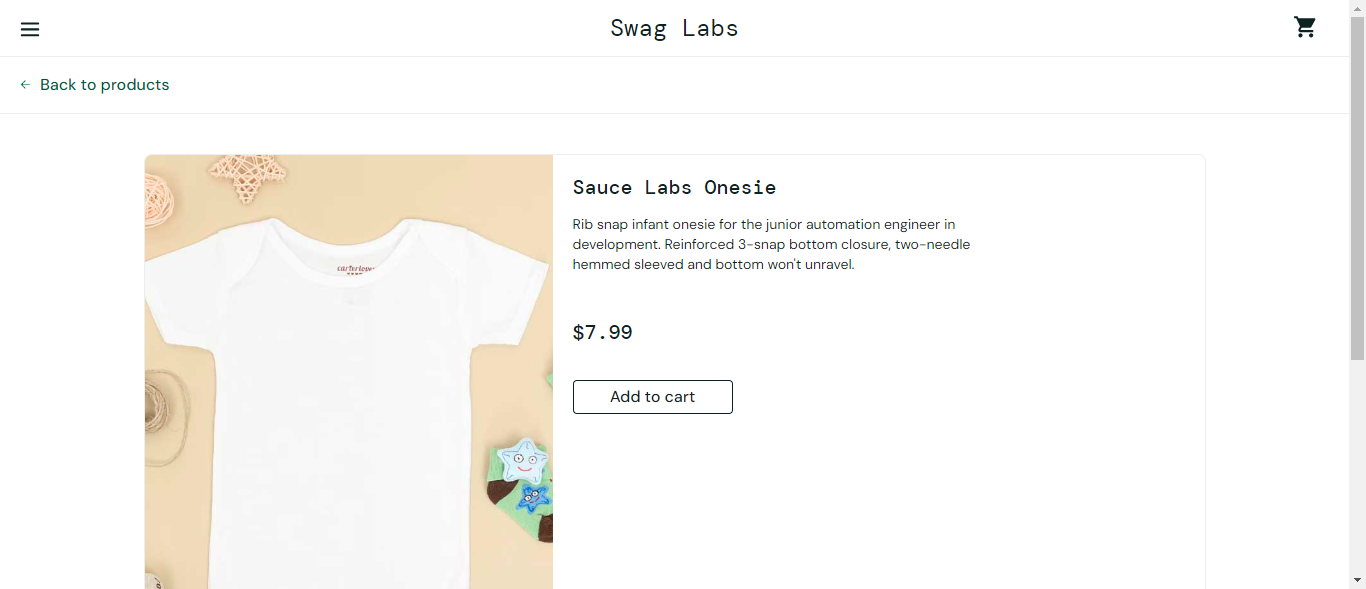 Swag Labs
Back to products
Sauce Labs Onesie
Rib snap infant onesie for the junior automation engineer in
development. Reinforced 3-snap bottom closure, two-needle
hemmed sleeved and bottom won't unravel.
$7.99
Add to cart